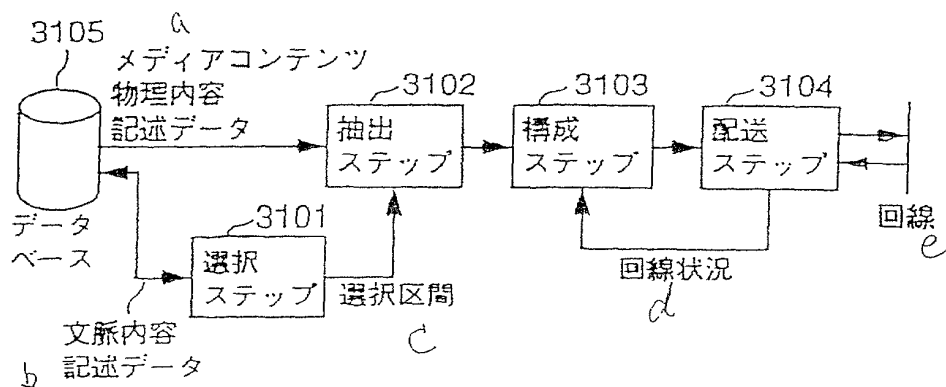 3105
a
メディアコンテンツ
物理内容
記述データ
3102
抽出
ステップ
3103
構成
ステップ
3104
配送
ステップ
データ
ベース
3101
選択
ステップ
選択区間
c
回線状況
d
回線
e
文脈内容
記述データ
b